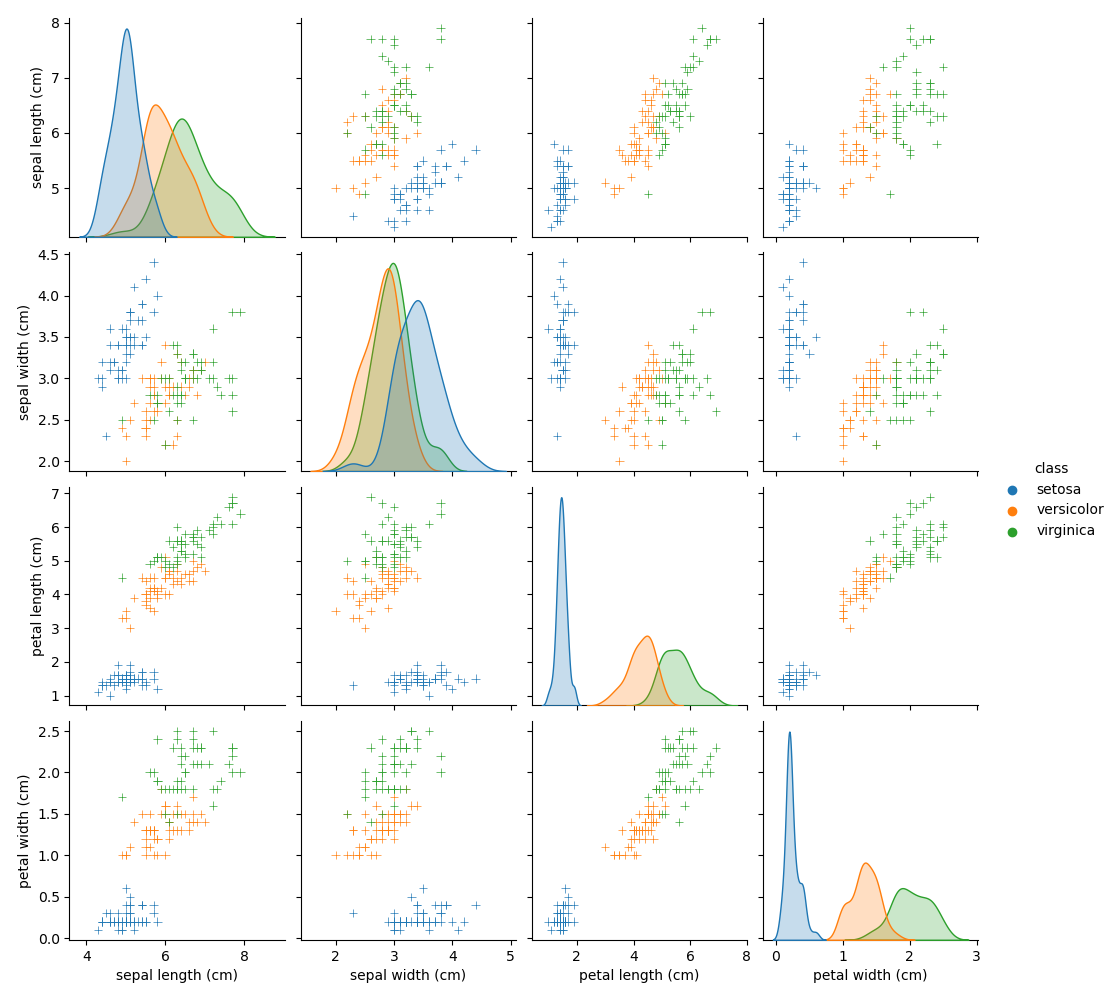 8
7
6
5
sepal length (cm)
4.5
4.0
3.5
3.0
2.5
2.0
sepal width (cm)
class
setosa
versicolor
virginica
7
6
5
4
3
2
1
petal length (cm)
2.5
2.0
1.5
1.0
0.5
0.0
petal width (cm)
4 6 8
2 3 4 5
2 4 6 8
0 1 2 3
sepal length (cm)
sepal width (cm)
petal length (cm)
petal width (cm)